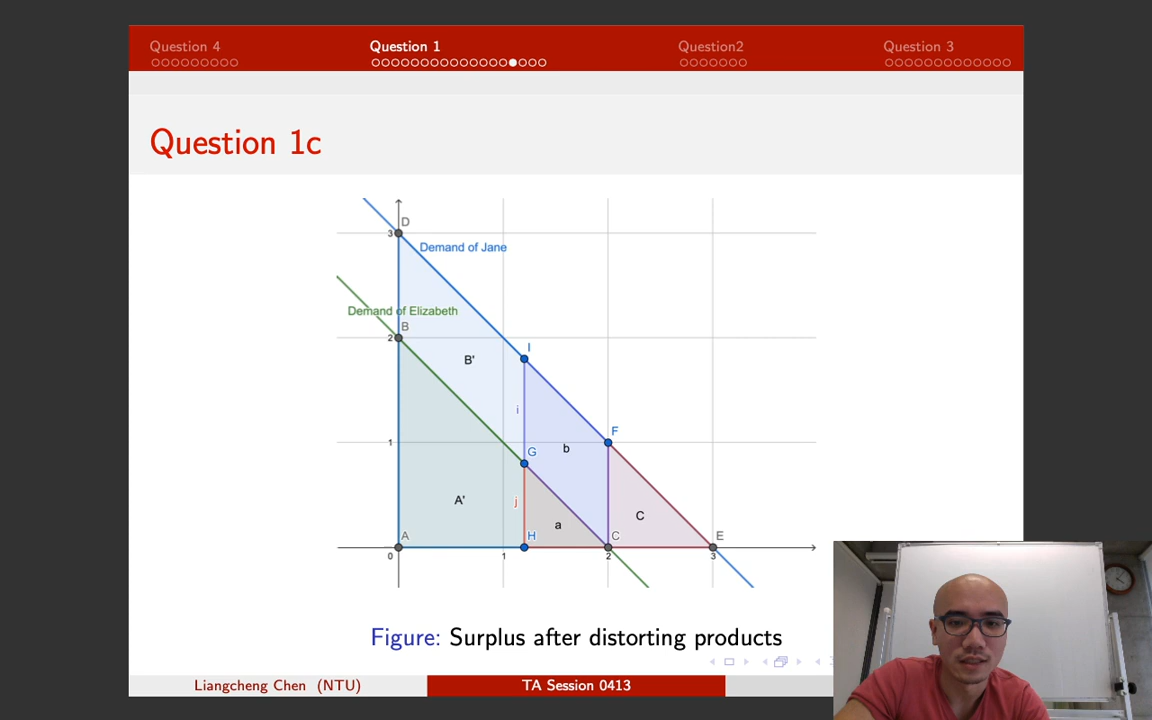 Question 4 Question 1 Question2 Question 3
Question 1c
D
3
Demand of Jane
Demand of Elizabeth
B
2
I
B'
i
F
1
G
b
A'
j
C
a
A H C E
0 1 2 3
Figure: Surplus after distorting products
Liangcheng Chen (NTU) TA Session 0413